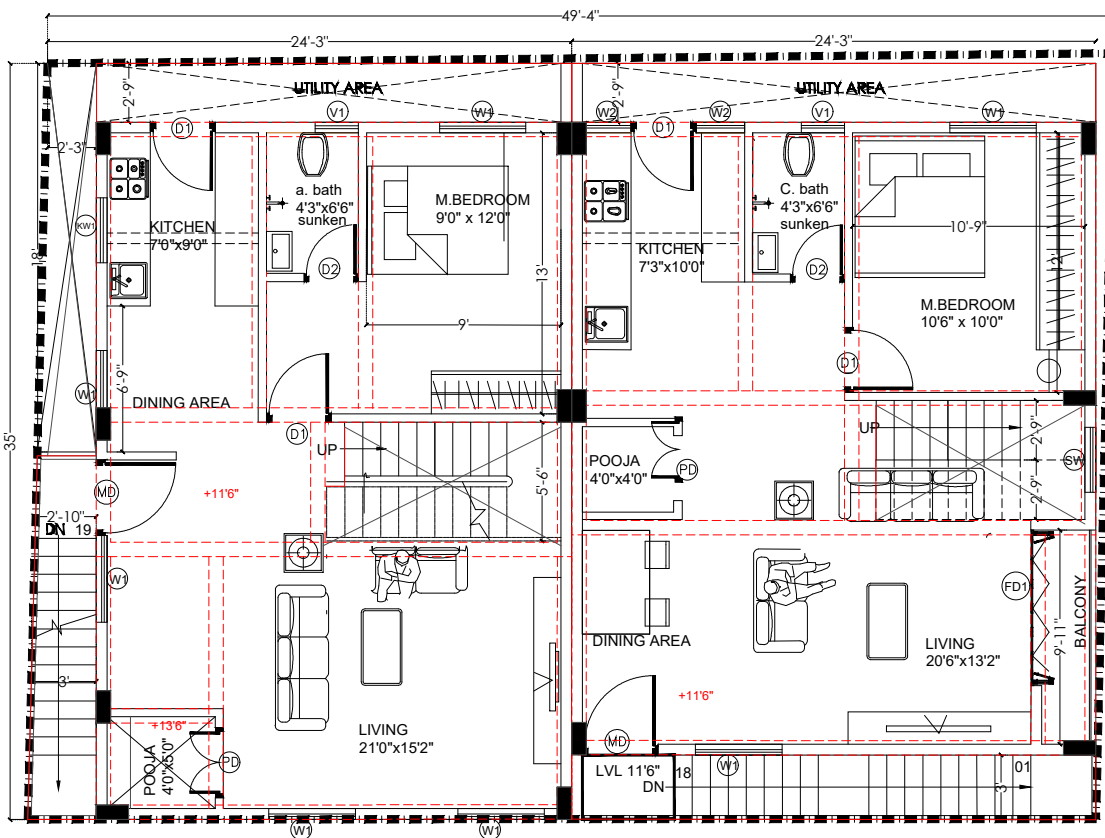 49'-4"
24'-3"
24'-3"
UTILITY AREA
UTILITY AREA
2'-9"
2'-9"
V1
W1
W2
D1
W2
V1
W1
D1
2'-3"
a. bath
4'3"x6'6"
sunken
M.BEDROOM
9'0" x 12'0"
C. bath
4'3"x6'6"
sunken
KW1
KITCHEN
7'0"x9'0"
KITCHEN
7'3"x10'0"
10'-9"
18'
D2
13'
D2
12'
M.BEDROOM
10'6" x 10'0"
9'
6'-9"
W1
D1
DINING AREA
35'
D1
UP
UP
2'-9"
POOJA
4'0"x4'0"
PD
SW
5'-6"
2'-9"
MD
+11'6"
2'-10"
DN 19
W1
FD1
BALCONY
9'-11"
DINING AREA
LIVING
20'6"x13'2"
3'
+11'6"
+13'6"
LIVING
21'0"x15'2"
POOJA
4'0"x5'0"
PD
MD
W1
LVL 11'6"
18
01
DN
3'
W1
W1